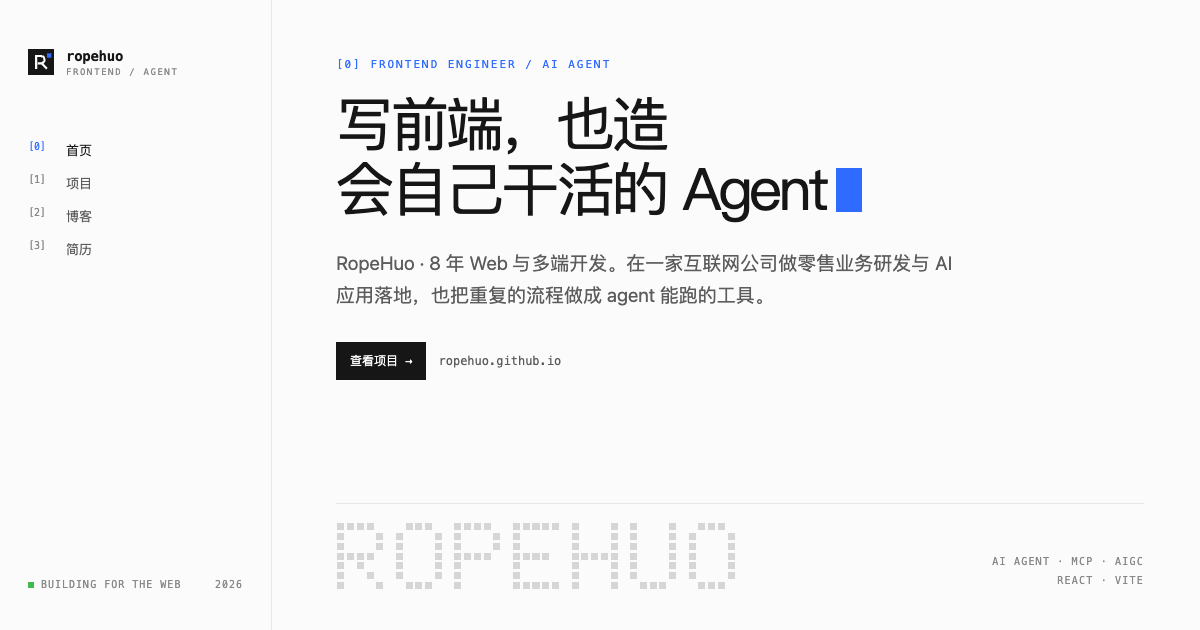 R
ropehuo
FRONTEND / AGENT
[0] 首页
[1] 项目
[2] 博客
[3] 简历
BUILDING FOR THE WEB 2026
[0] FRONTEND ENGINEER / AI AGENT
写前端，也造
会自己干活的 Agent
RopeHuo · 8 年 Web 与多端开发。在一家互联网公司做零售业务研发与 AI
应用落地，也把重复的流程做成 agent 能跑的工具。
查看项目 → ropehuo.github.io
ROPEHUO
AI AGENT · MCP · AIGC
REACT · VITE